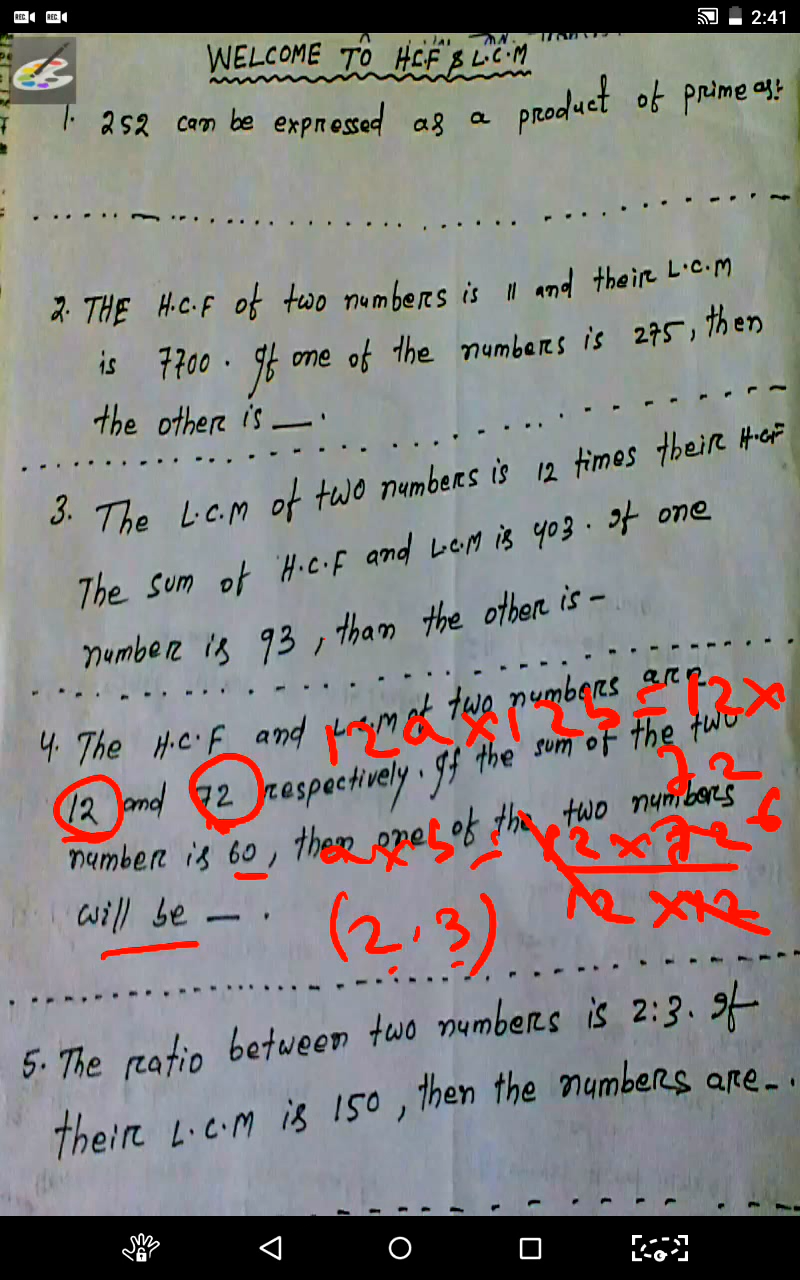 REC REC 2:41
WELCOME TO H.C.F & L.C.M
1. 252 can be expressed as a product of prime as:
2. THE H.C.F of two numbers is 11 and their L.C.M
is 7700. If one of the numbers is 275, then
the other is —.
3. The L.C.M of two numbers is 12 times their H.CF
The sum of H.C.F and L.C.M is 403. If one
number is 93, than the other is -
4. The H.C.F and L.C.M of two numbers are
12a x 12b = 12 x
72
12 and 72 respectively. If the sum of the two
number is 60, then one of the two numbers
a x b = 12 x 72 6
12 x 12
will be —.
(2, 3)
5. The ratio between two numbers is 2:3. If
their L.C.M is 150, then the numbers are -.